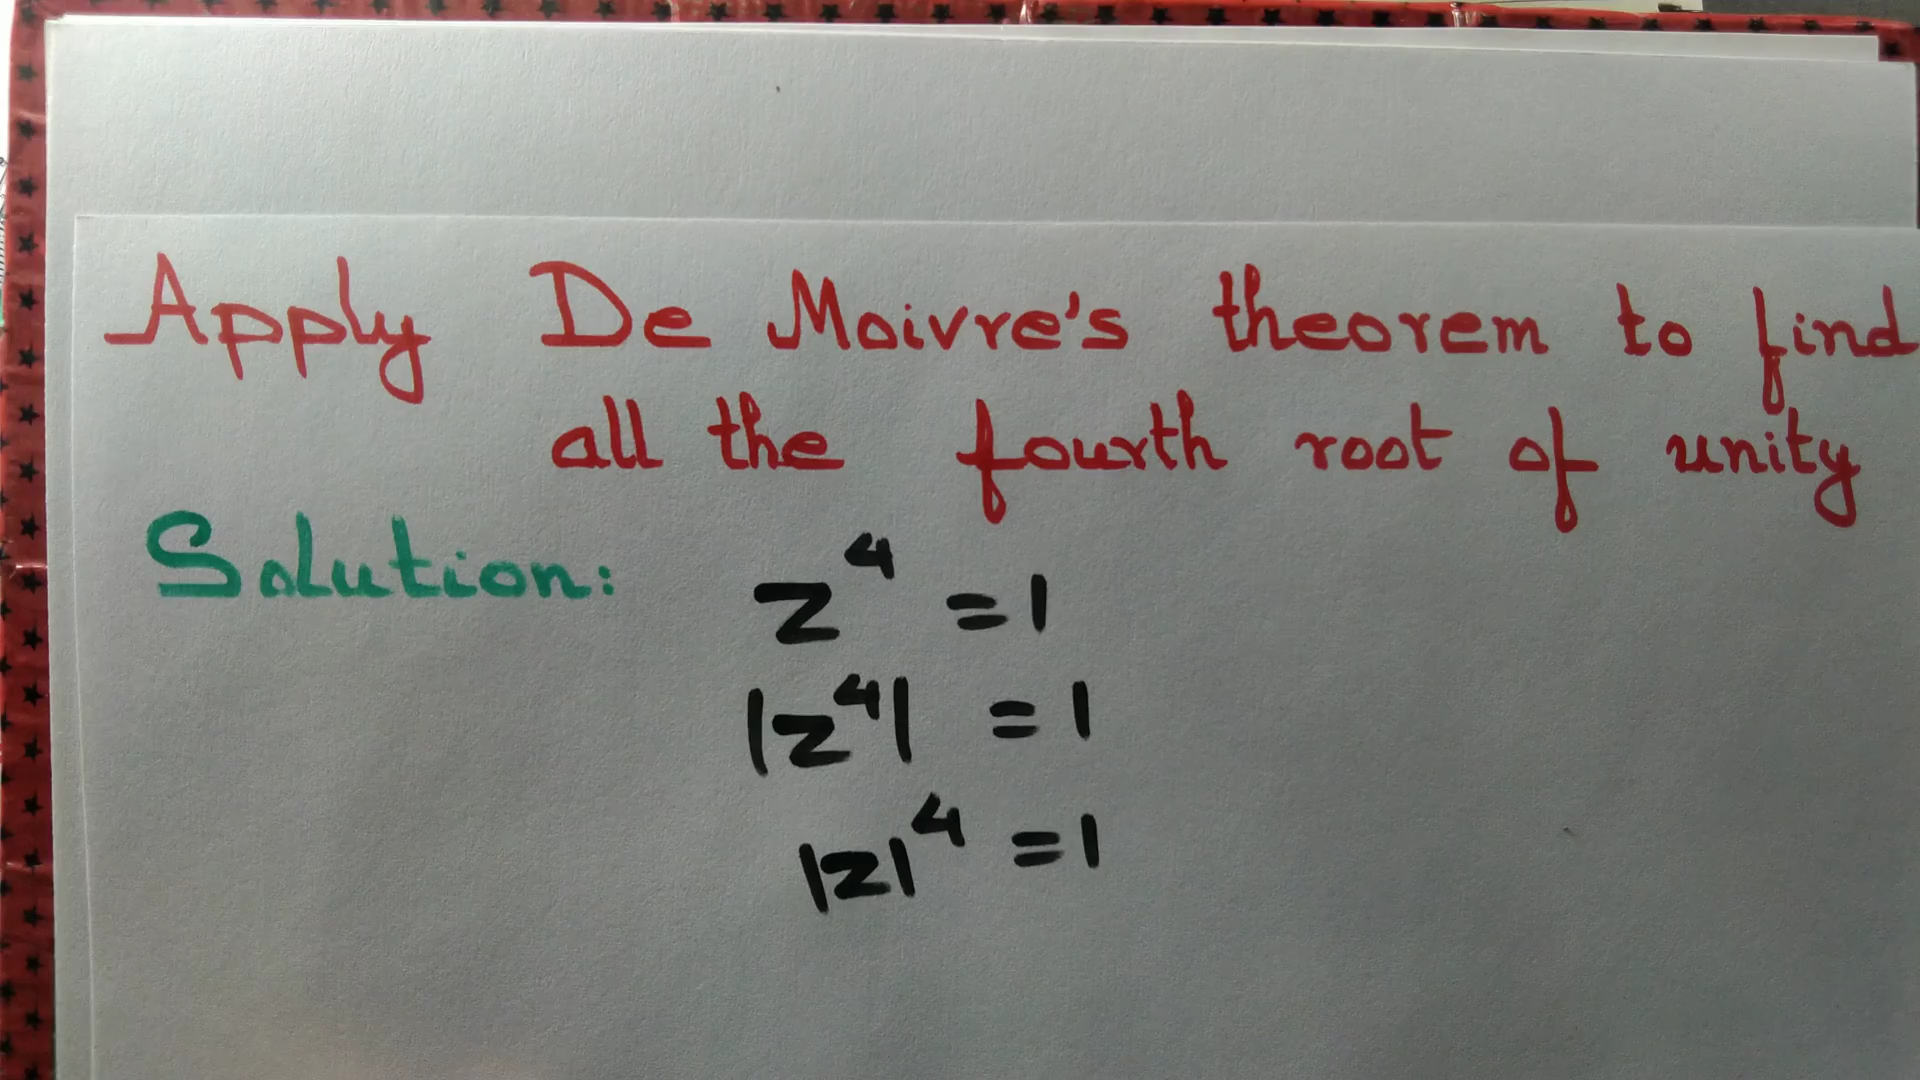 Apply De Moivre's theorem to find
all the fourth root of unity
Solution: z⁴ = 1
|z⁴| = 1
|z|⁴ = 1